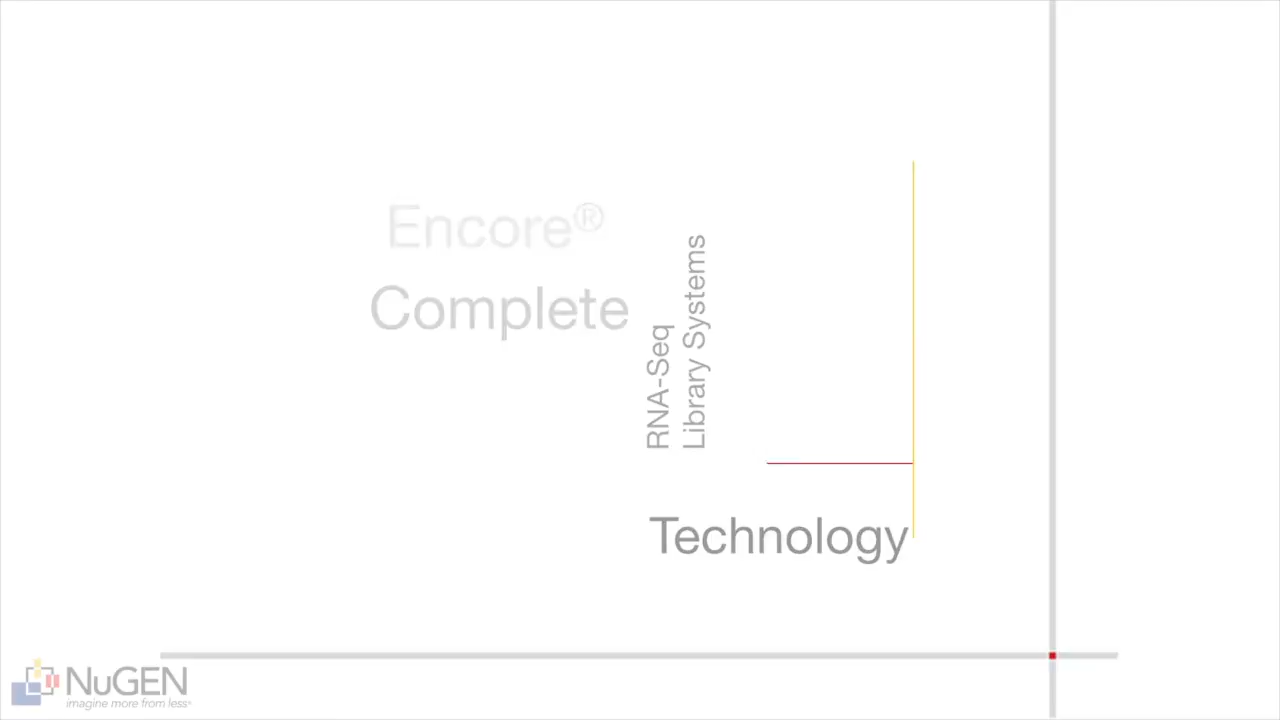 Encore®
Complete
RNA-Seq
Library Systems
Technology
NuGEN
imagine more from less®